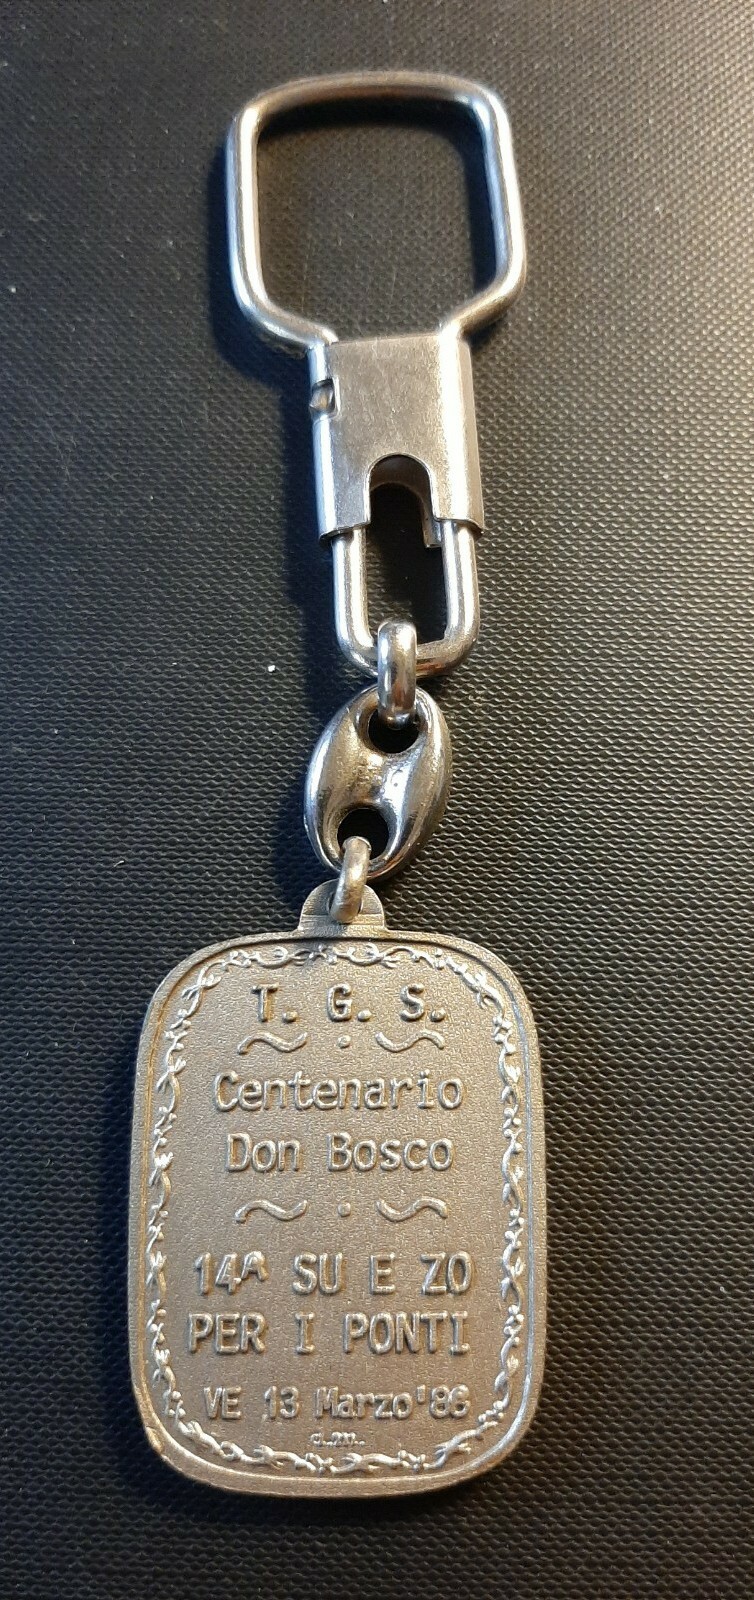 T. G. S.
Centenario
Don Bosco
14ª SU E ZO
PER I PONTI
VE 13 Marzo '88